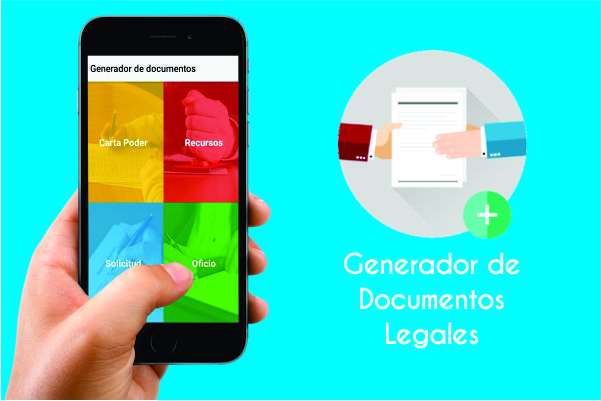 Generador de documentos
Carta Poder
Recursos
Solicitud
Oficio
Generador de
Documentos
Legales